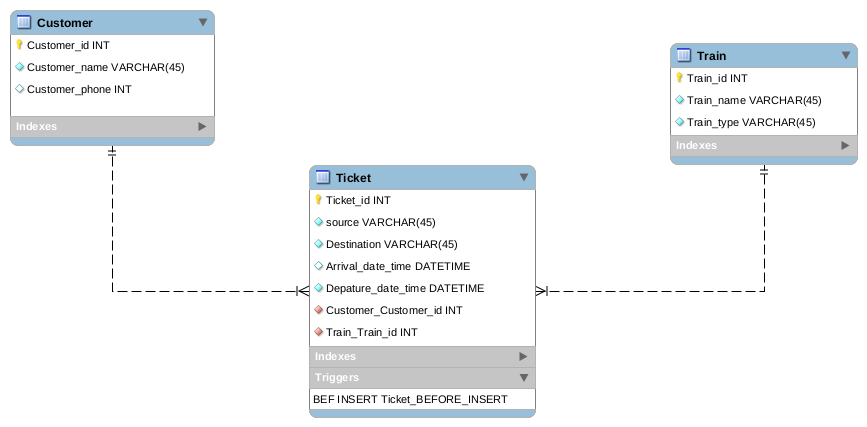 Customer
Customer_id INT
Customer_name VARCHAR(45)
Customer_phone INT
Indexes
Train
Train_id INT
Train_name VARCHAR(45)
Train_type VARCHAR(45)
Indexes
Ticket
Ticket_id INT
source VARCHAR(45)
Destination VARCHAR(45)
Arrival_date_time DATETIME
Depature_date_time DATETIME
Customer_Customer_id INT
Train_Train_id INT
Indexes
Triggers
BEF INSERT Ticket_BEFORE_INSERT